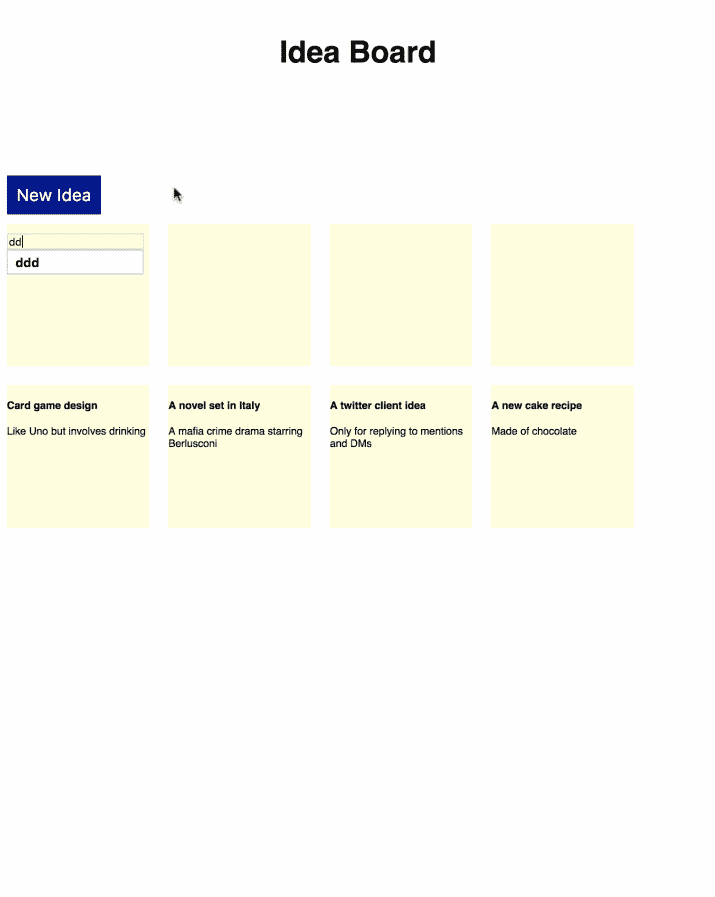 Idea Board
New Idea
dd
ddd
Card game design
A novel set in Italy
A twitter client idea
A new cake recipe
Like Uno but involves drinking
A mafia crime drama starring
Berlusconi
Only for replying to mentions
and DMs
Made of chocolate